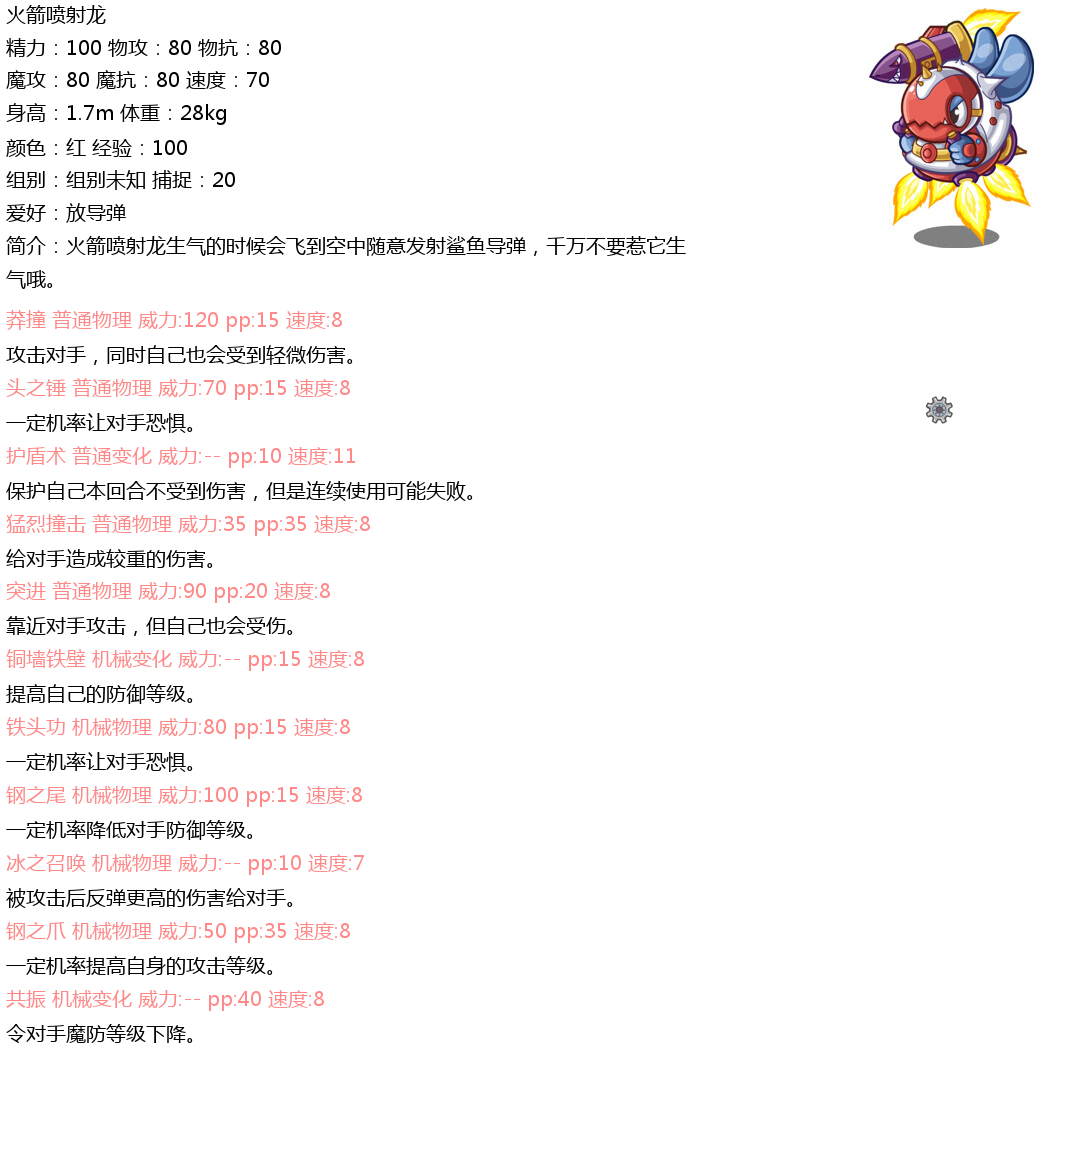 火箭喷射龙
精力：100 物攻：80 物抗：80
魔攻：80 魔抗：80 速度：70
身高：1.7m 体重：28kg
颜色：红 经验：100
组别：组别未知 捕捉：20
爱好：放导弹
简介：火箭喷射龙生气的时候会飞到空中随意发射鲨鱼导弹，千万不要惹它生
气哦。
莽撞 普通物理 威力:120 pp:15 速度:8
攻击对手，同时自己也会受到轻微伤害。
头之锤 普通物理 威力:70 pp:15 速度:8
一定机率让对手恐惧。
护盾术 普通变化 威力:-- pp:10 速度:11
保护自己本回合不受到伤害，但是连续使用可能失败。
猛烈撞击 普通物理 威力:35 pp:35 速度:8
给对手造成较重的伤害。
突进 普通物理 威力:90 pp:20 速度:8
靠近对手攻击，但自己也会受伤。
铜墙铁壁 机械变化 威力:-- pp:15 速度:8
提高自己的防御等级。
铁头功 机械物理 威力:80 pp:15 速度:8
一定机率让对手恐惧。
钢之尾 机械物理 威力:100 pp:15 速度:8
一定机率降低对手防御等级。
冰之召唤 机械物理 威力:-- pp:10 速度:7
被攻击后反弹更高的伤害给对手。
钢之爪 机械物理 威力:50 pp:35 速度:8
一定机率提高自身的攻击等级。
共振 机械变化 威力:-- pp:40 速度:8
令对手魔防等级下降。